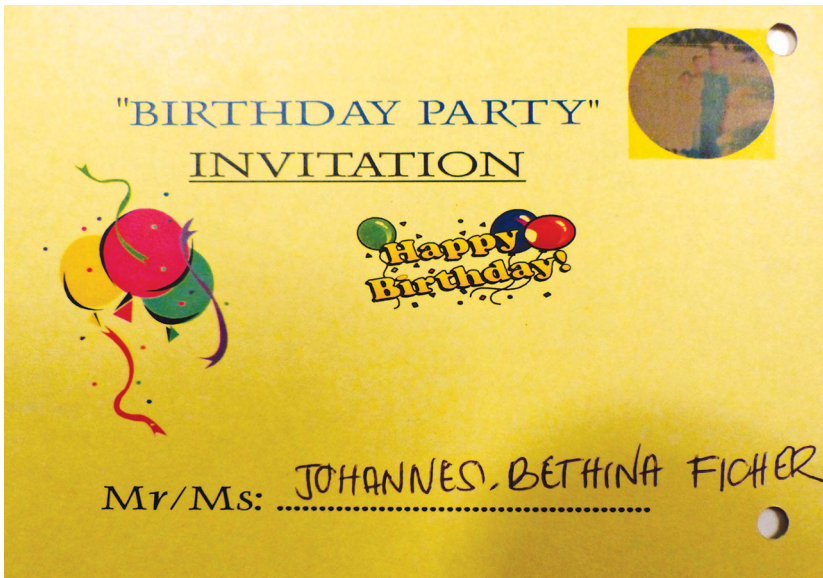 "BIRTHDAY PARTY"
INVITATION
Happy
Birthday!
Mr/Ms: JOHANNES, BETHINA FICHER